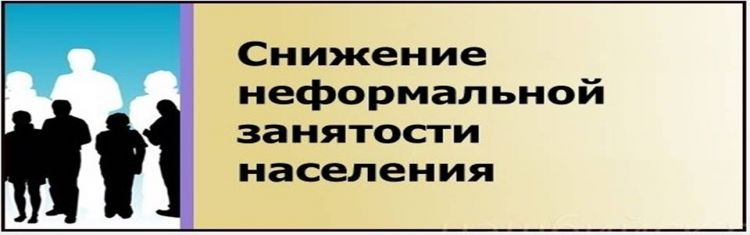 Снижение
неформальной
занятости
населения